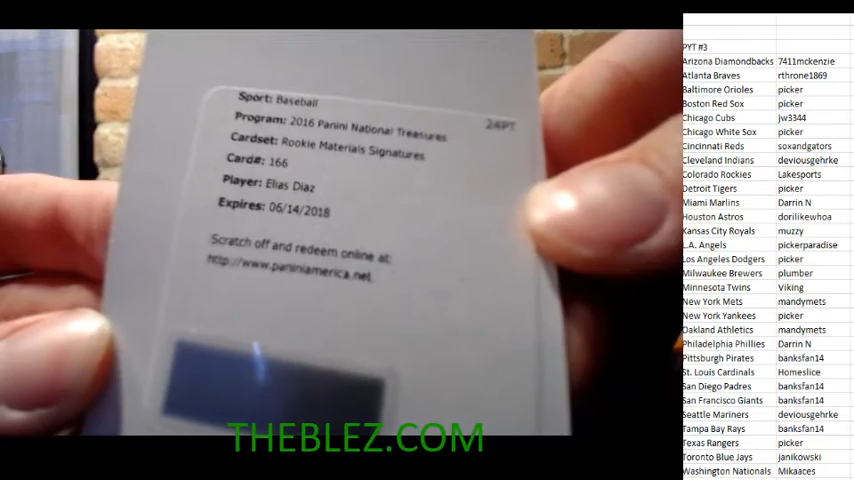 Sport: Baseball
24PT
Program: 2016 Panini National Treasures
Cardset: Rookie Materials Signatures
Card#: 166
Player: Elias Diaz
Expires: 06/14/2018
Scratch off and redeem online at:
http://www.paniniamerica.net.
THEBLEZ.COM
PYT #3
Arizona Diamondbacks 7411mckenzie
Atlanta Braves rthrone1869
Baltimore Orioles picker
Boston Red Sox picker
Chicago Cubs jw3344
Chicago White Sox picker
Cincinnati Reds soxandgators
Cleveland Indians deviousgehrke
Colorado Rockies Lakesports
Detroit Tigers picker
Miami Marlins Darrin N
Houston Astros dorilikewhoa
Kansas City Royals muzzy
L.A. Angels pickerparadise
Los Angeles Dodgers picker
Milwaukee Brewers plumber
Minnesota Twins Viking
New York Mets mandymets
New York Yankees picker
Oakland Athletics mandymets
Philadelphia Phillies Darrin N
Pittsburgh Pirates banksfan14
St. Louis Cardinals Homeslice
San Diego Padres banksfan14
San Francisco Giants banksfan14
Seattle Mariners deviousgehrke
Tampa Bay Rays banksfan14
Texas Rangers picker
Toronto Blue Jays janikowski
Washington Nationals Mikaaces